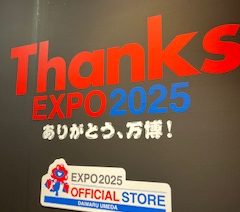 Thanks
EXPO2025
ありがとう、万博！
EXPO2025
OFFICIAL STORE
DAIMARU UMEDA